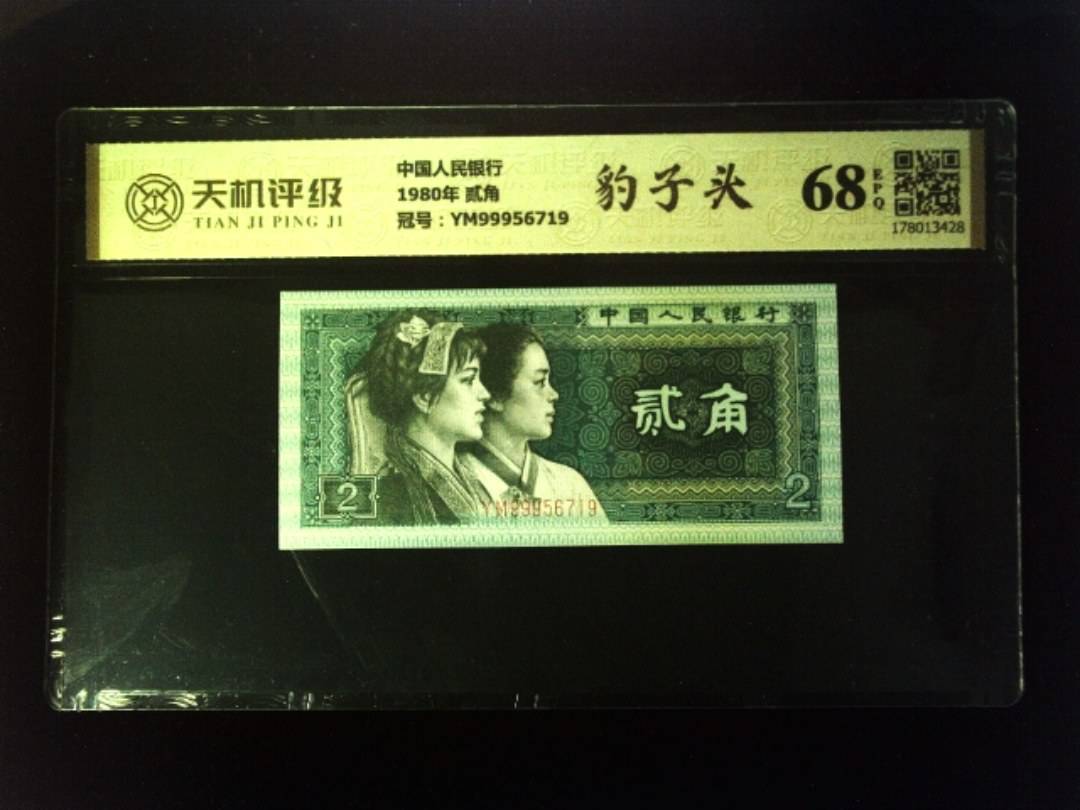 天机评级
TIAN JI PING JI
中国人民银行
1980年 贰角
冠号：YM99956719
豹子头
68
EPQ
178013428
中国人民银行
贰角
2
YM99956719
2